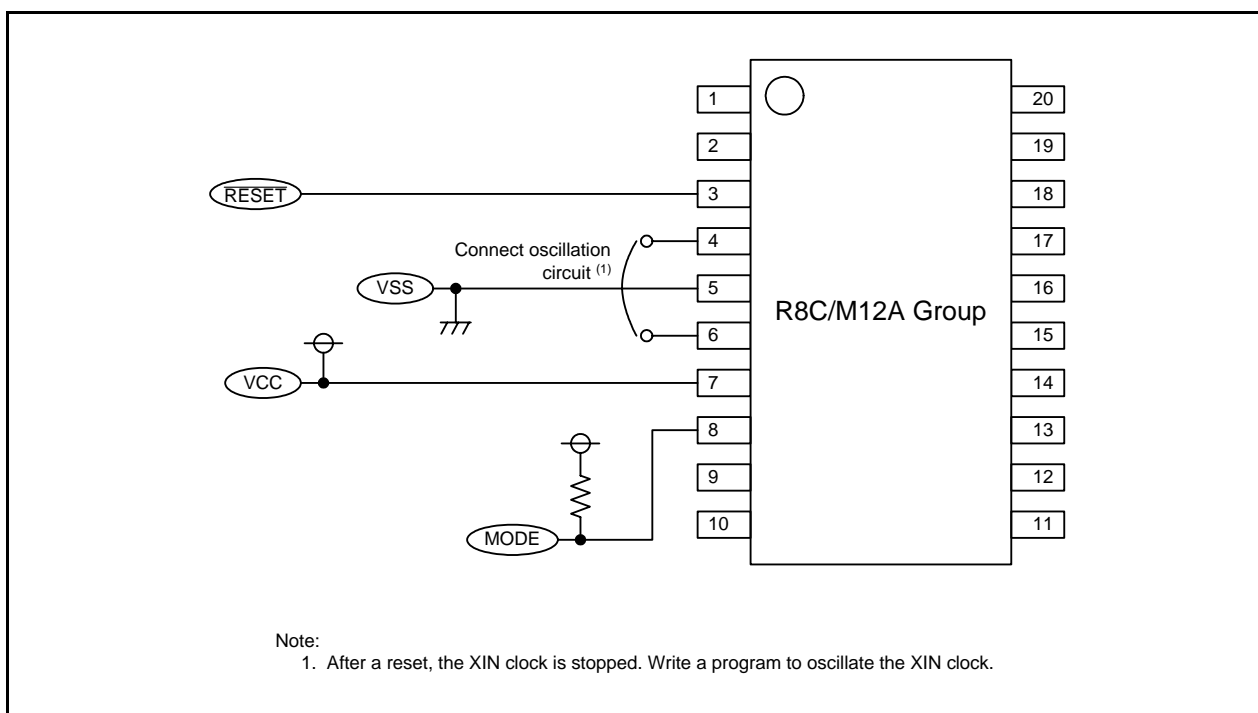 1
20
2
19
RESET
3
18
Connect oscillation
circuit (1)
4
17
VSS
5
16
R8C/M12A Group
6
15
VCC
7
14
8
13
9
12
MODE
10
11
Note:
1. After a reset, the XIN clock is stopped. Write a program to oscillate the XIN clock.